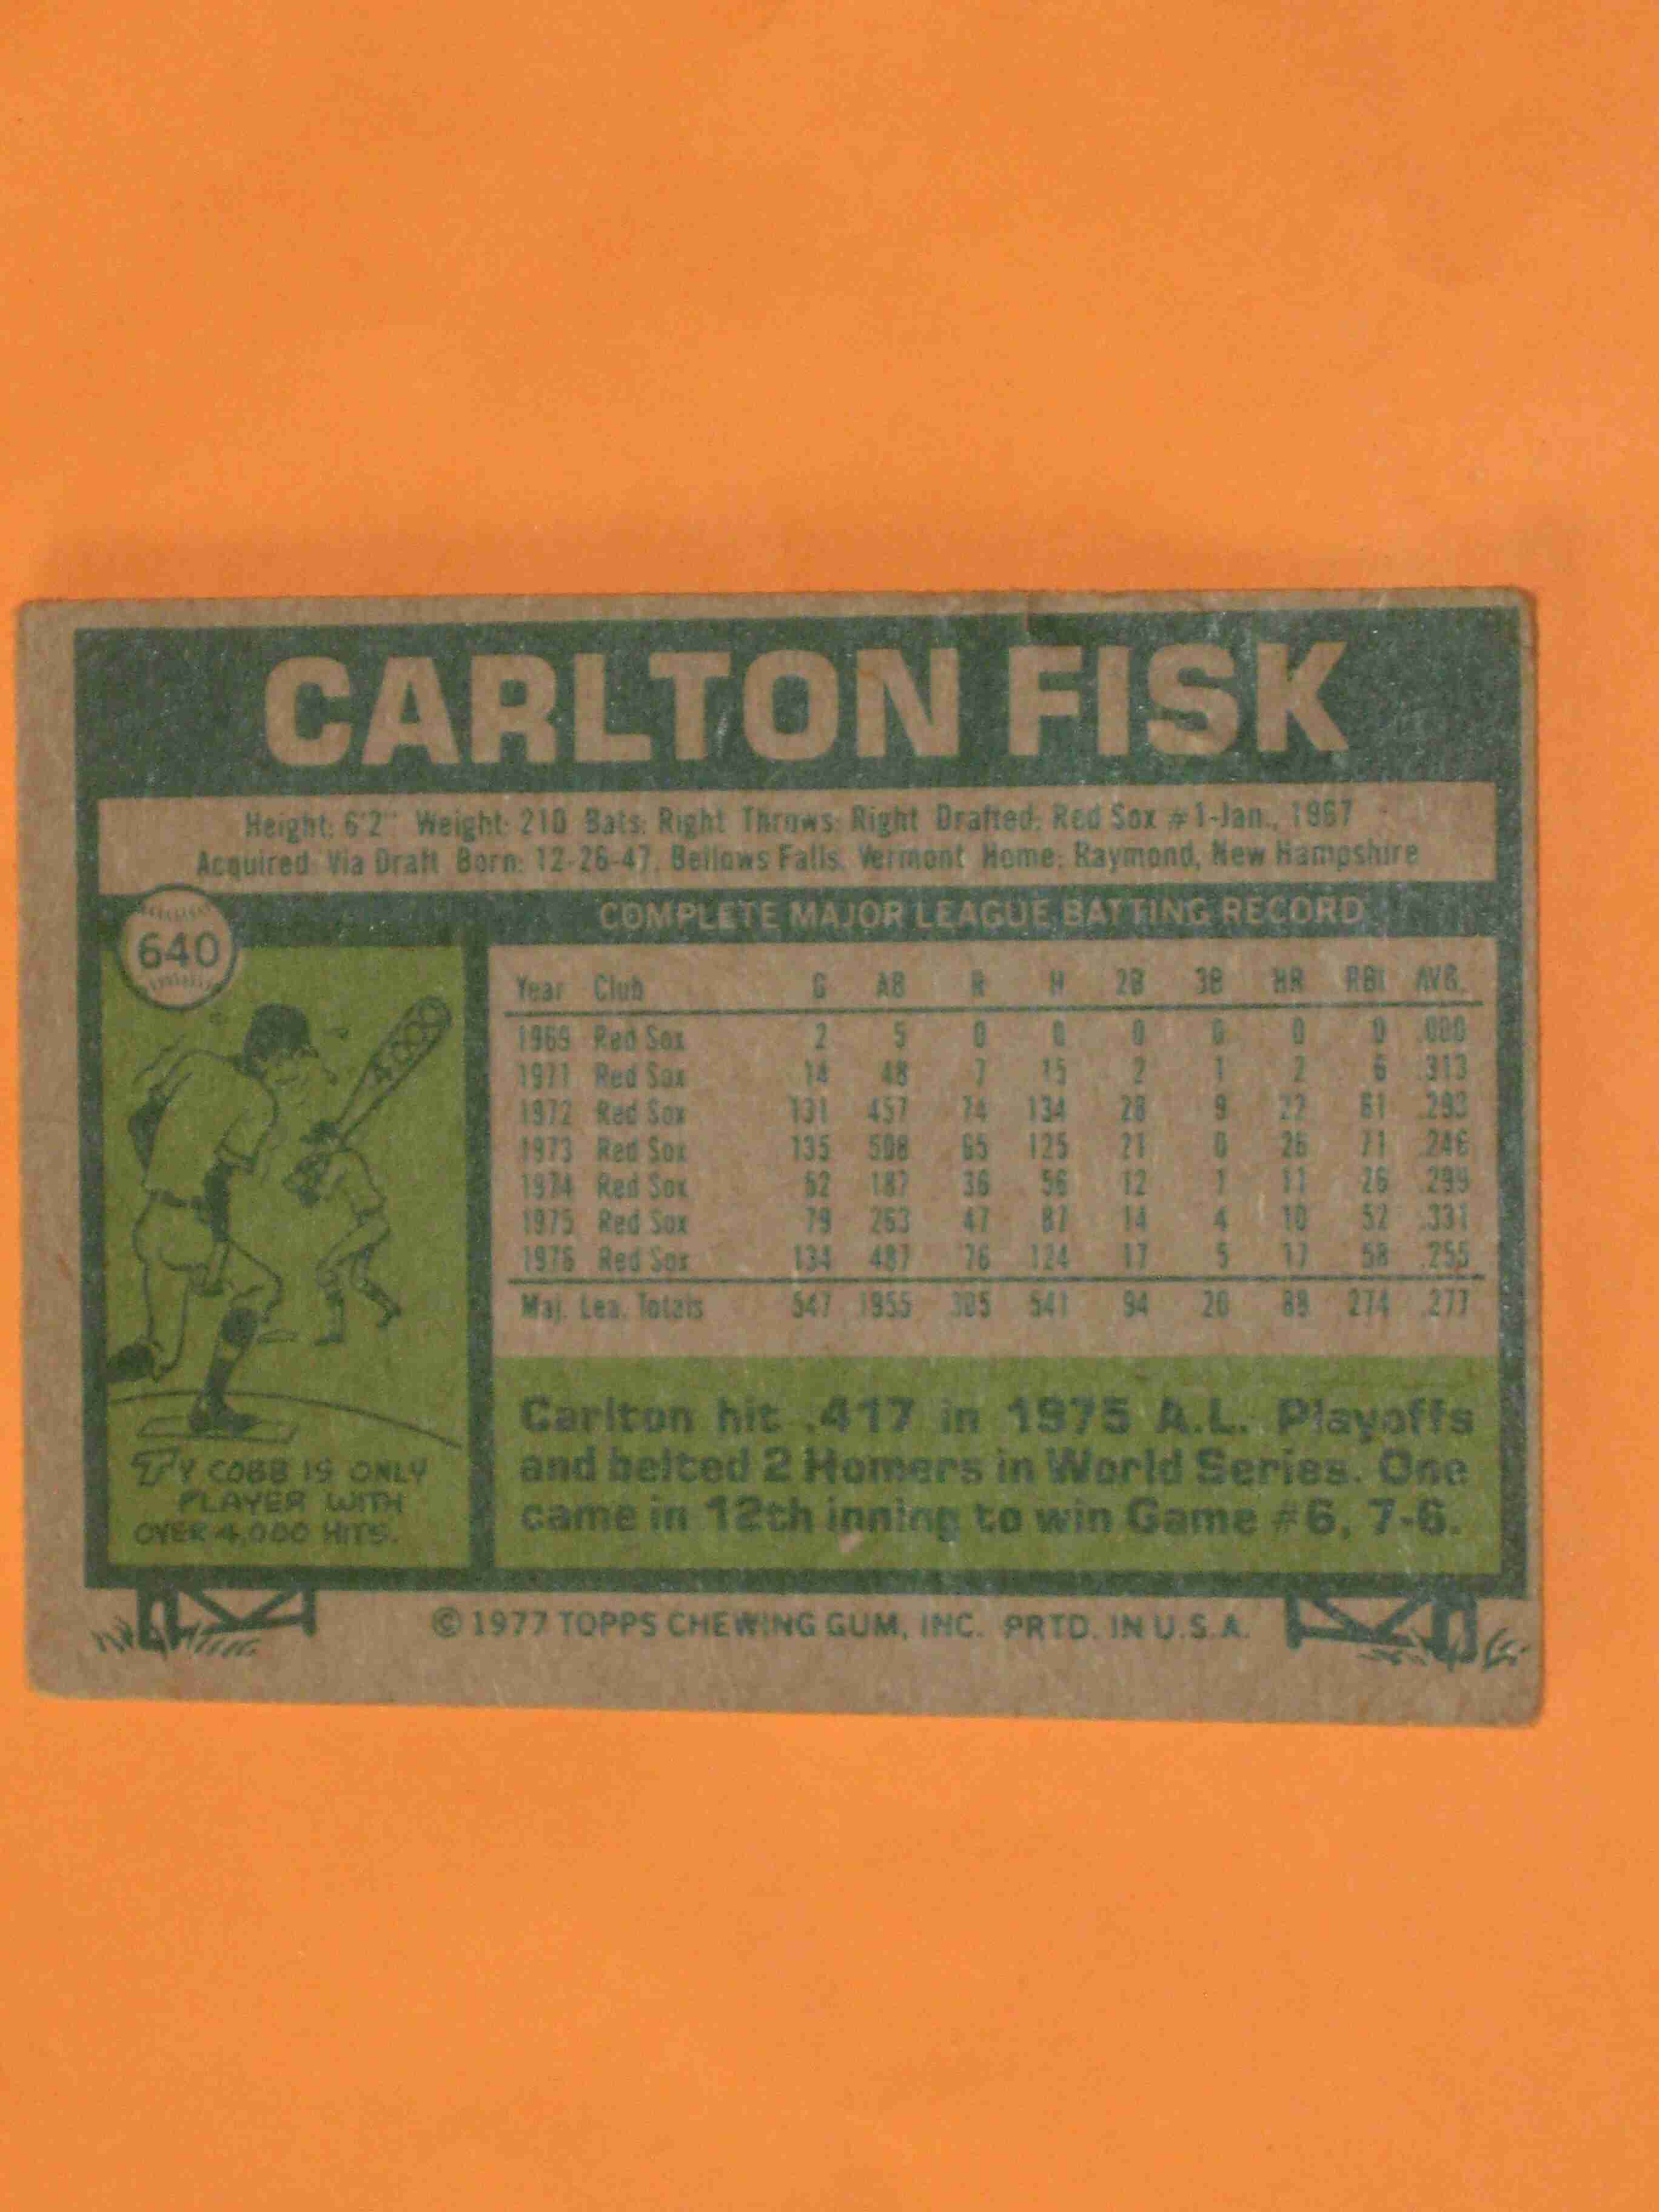 CARLTON FISK
Height: 6'2" Weight: 210 Bats: Right Throws: Right Drafted: Red Sox #1-Jan., 1967
Acquired: Via Draft Born: 12-26-47, Bellows Falls, Vermont Home: Raymond, New Hampshire
640
COMPLETE MAJOR LEAGUE BATTING RECORD
Year Club G AB R H 2B 3B HR RBI AVG.
1969 Red Sox 2 5 0 0 0 0 0 0 .000
1971 Red Sox 14 48 7 15 2 1 2 6 .313
1972 Red Sox 131 457 74 134 28 9 22 61 .293
1973 Red Sox 135 508 65 125 21 0 26 71 .246
1974 Red Sox 52 187 36 56 12 1 11 26 .299
1975 Red Sox 79 263 47 87 14 4 10 52 .331
1976 Red Sox 134 487 76 124 17 5 17 58 .255
Maj. Lea. Totals 547 1955 305 541 94 20 88 274 .277
4000
TY COBB IS ONLY
PLAYER WITH
OVER 4,000 HITS.
Carlton hit .417 in 1975 A.L. Playoffs
and belted 2 Homers in World Series. One
came in 12th inning to win Game #6, 7-6.
© 1977 TOPPS CHEWING GUM, INC. PRTD. IN U.S.A.